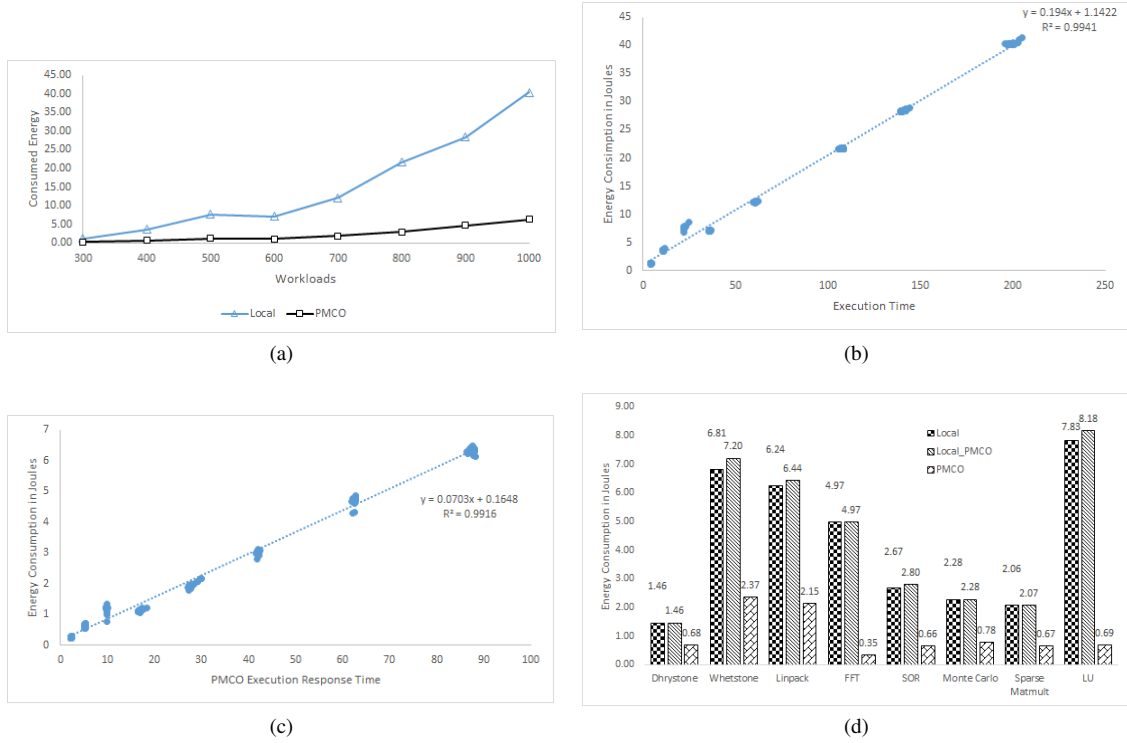 45.00
40.00
35.00
30.00
25.00
20.00
15.00
10.00
5.00
0.00
Consumed Energy
300 400 500 600 700 800 900 1000
Workloads
Local PMCO
(a)
y = 0.194x + 1.1422
R² = 0.9941
45
40
35
30
25
20
15
10
5
0
Energy Consimption in Joules
0 50 100 150 200 250
Execution Time
(b)
7
6
5
4
3
2
1
0
Energy Consumption in Joules
y = 0.0703x + 0.1648
R² = 0.9916
0 10 20 30 40 50 60 70 80 90 100
PMCO Execution Response Time
(c)
9.00
8.00
7.00
6.00
5.00
4.00
3.00
2.00
1.00
0.00
Energy Consumption in Joules
Local
Local_PMCO
PMCO
1.46 1.46 0.68
6.81 7.20 2.37
6.24 6.44 2.15
4.97 4.97 0.35
2.67 2.80 0.66
2.28 2.28 0.78
2.06 2.07 0.67
7.83 8.18 0.69
Dhrystone Whetstone Linpack FFT SOR Monte Carlo Sparse LU
Matmult
(d)